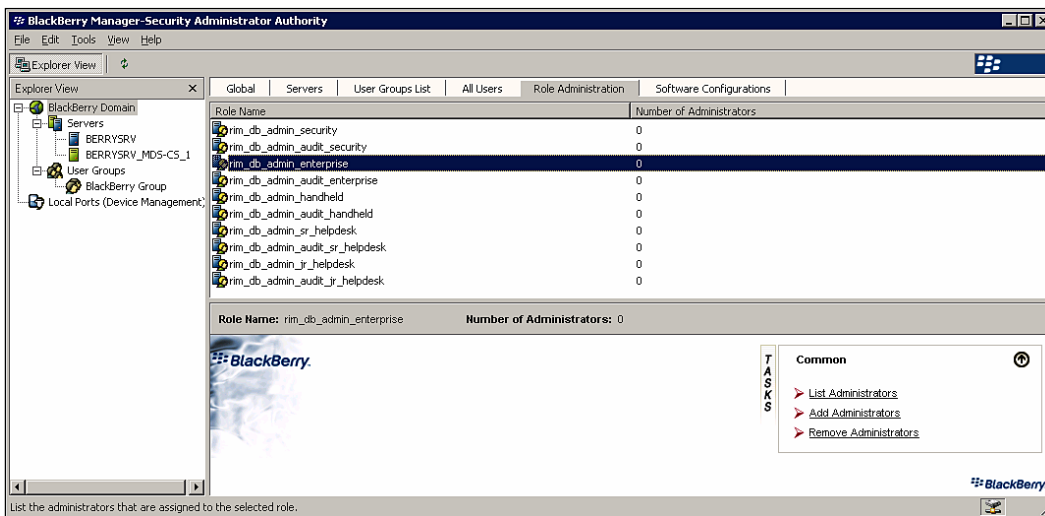 BlackBerry Manager-Security Administrator Authority
File Edit Tools View Help
Explorer View
Explorer View
BlackBerry Domain
Servers
BERRYSRV
BERRYSRV_MDS-CS_1
User Groups
BlackBerry Group
Local Ports (Device Management)
Global Servers User Groups List All Users Role Administration Software Configurations
Role Name Number of Administrators
rim_db_admin_security 0
rim_db_admin_audit_security 0
rim_db_admin_enterprise 0
rim_db_admin_audit_enterprise 0
rim_db_admin_handheld 0
rim_db_admin_audit_handheld 0
rim_db_admin_sr_helpdesk 0
rim_db_admin_audit_sr_helpdesk 0
rim_db_admin_jr_helpdesk 0
rim_db_admin_audit_jr_helpdesk 0
Role Name: rim_db_admin_enterprise Number of Administrators: 0
BlackBerry.
TASKS
Common
List Administrators
Add Administrators
Remove Administrators
BlackBerry
List the administrators that are assigned to the selected role.